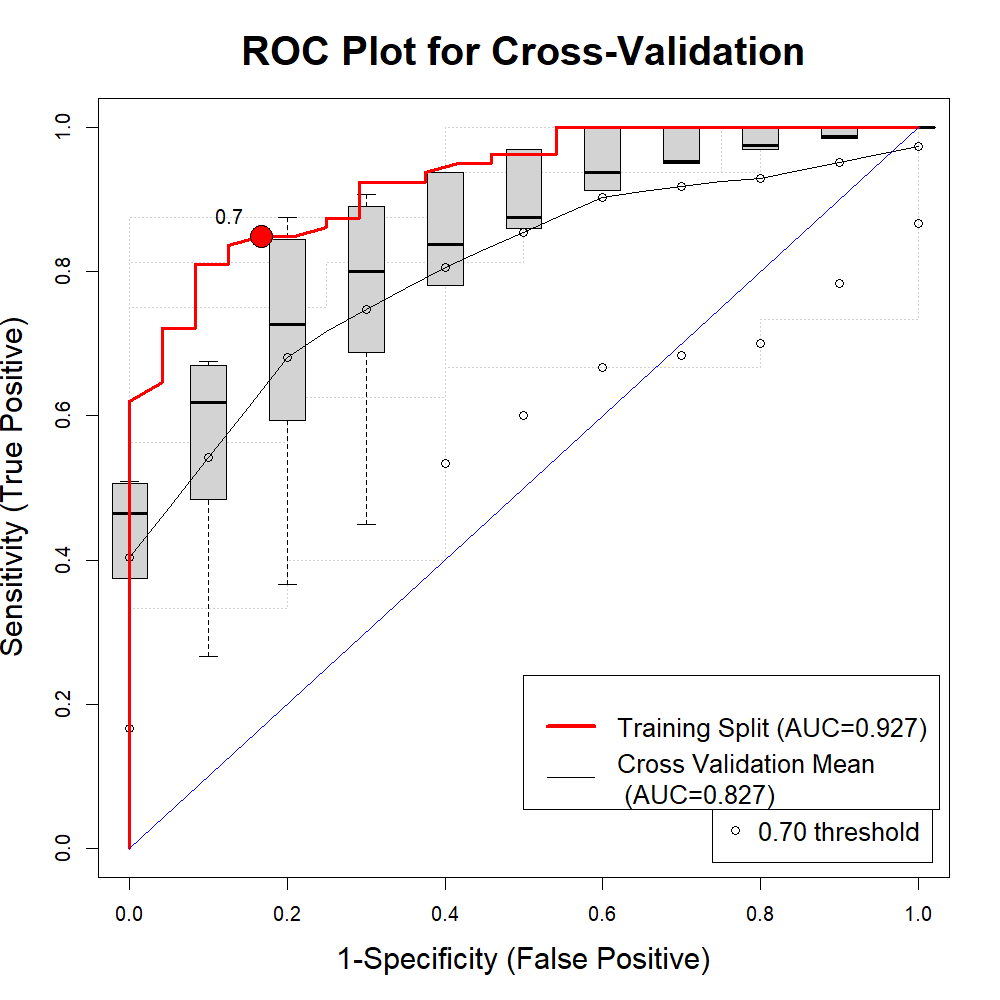 ROC Plot for Cross-Validation
Sensitivity (True Positive)
1.0
0.8
0.6
0.4
0.2
0.0
0.7
Training Split (AUC=0.927)
Cross Validation Mean
(AUC=0.827)
0.70 threshold
0.0 0.2 0.4 0.6 0.8 1.0
1-Specificity (False Positive)